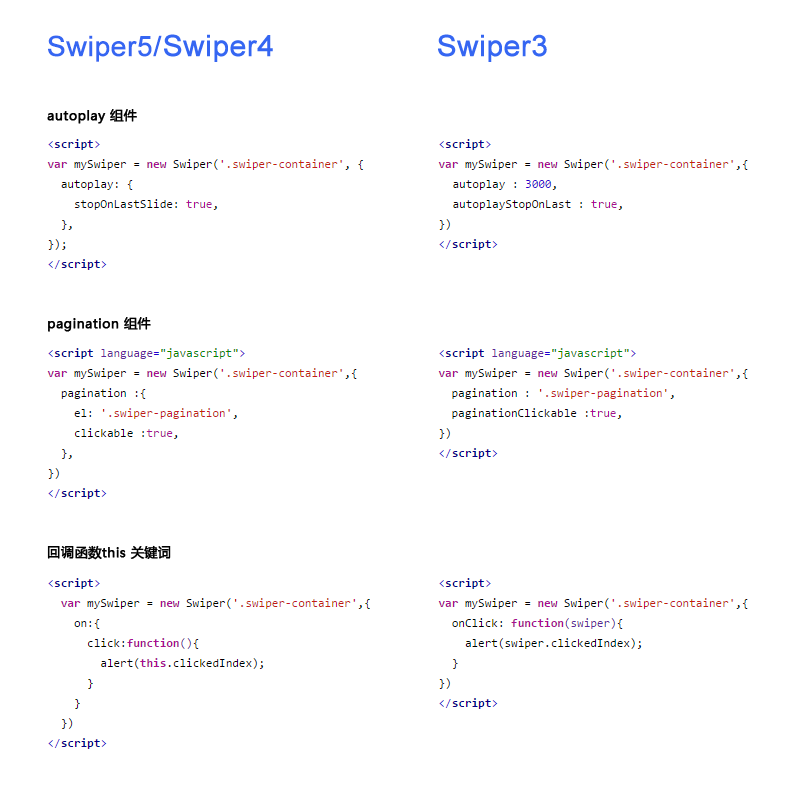 Swiper5/Swiper4
Swiper3
autoplay 组件
<script>
var mySwiper = new Swiper('.swiper-container', {
  autoplay: {
    stopOnLastSlide: true,
  },
});
</script>
<script>
var mySwiper = new Swiper('.swiper-container',{
  autoplay : 3000,
  autoplayStopOnLast : true,
})
</script>
pagination 组件
<script language="javascript">
var mySwiper = new Swiper('.swiper-container',{
  pagination :{
    el: '.swiper-pagination',
    clickable :true,
  },
})
</script>
<script language="javascript">
var mySwiper = new Swiper('.swiper-container',{
  pagination : '.swiper-pagination',
  paginationClickable :true,
})
</script>
回调函数this 关键词
<script>
  var mySwiper = new Swiper('.swiper-container',{
    on:{
      click:function(){
        alert(this.clickedIndex);
      }
    }
  })
</script>
<script>
var mySwiper = new Swiper('.swiper-container',{
  onClick: function(swiper){
    alert(swiper.clickedIndex);
  }
})
</script>